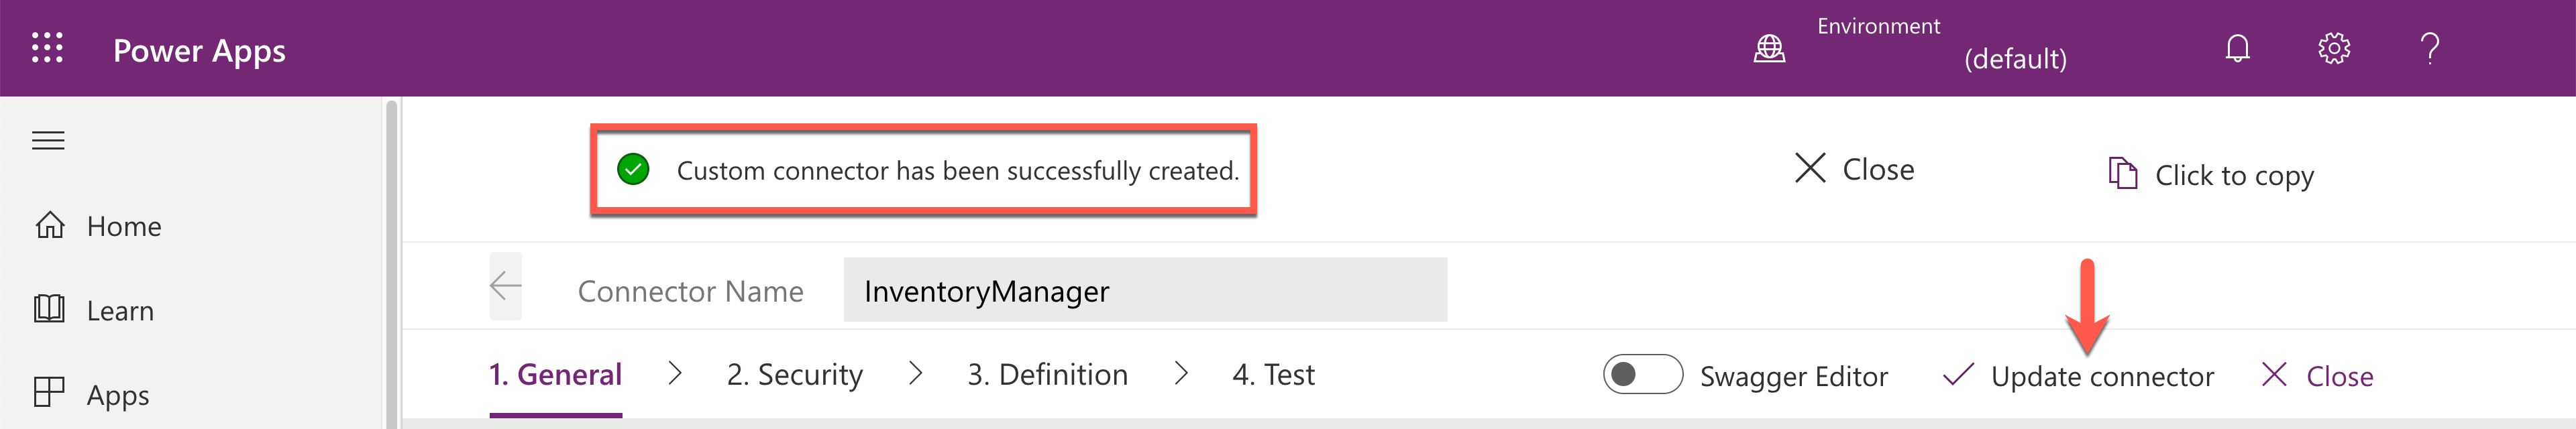 Power Apps
Environment
(default)
?
Custom connector has been successfully created.
Close
Click to copy
Home
Connector Name
InventoryManager
Learn
1. General > 2. Security > 3. Definition > 4. Test
Swagger Editor
Update connector
Close
Apps